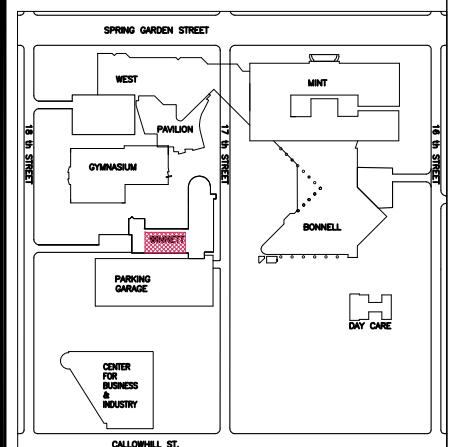 SPRING GARDEN STREET
WEST
MINT
PAVILION
18 th STREET
17 th STREET
16 th STREET
GYMNASIUM
BONNELL
WINNETT
PARKING
GARAGE
DAY CARE
CENTER
FOR
BUSINESS
&
INDUSTRY
CALLOWHILL ST.